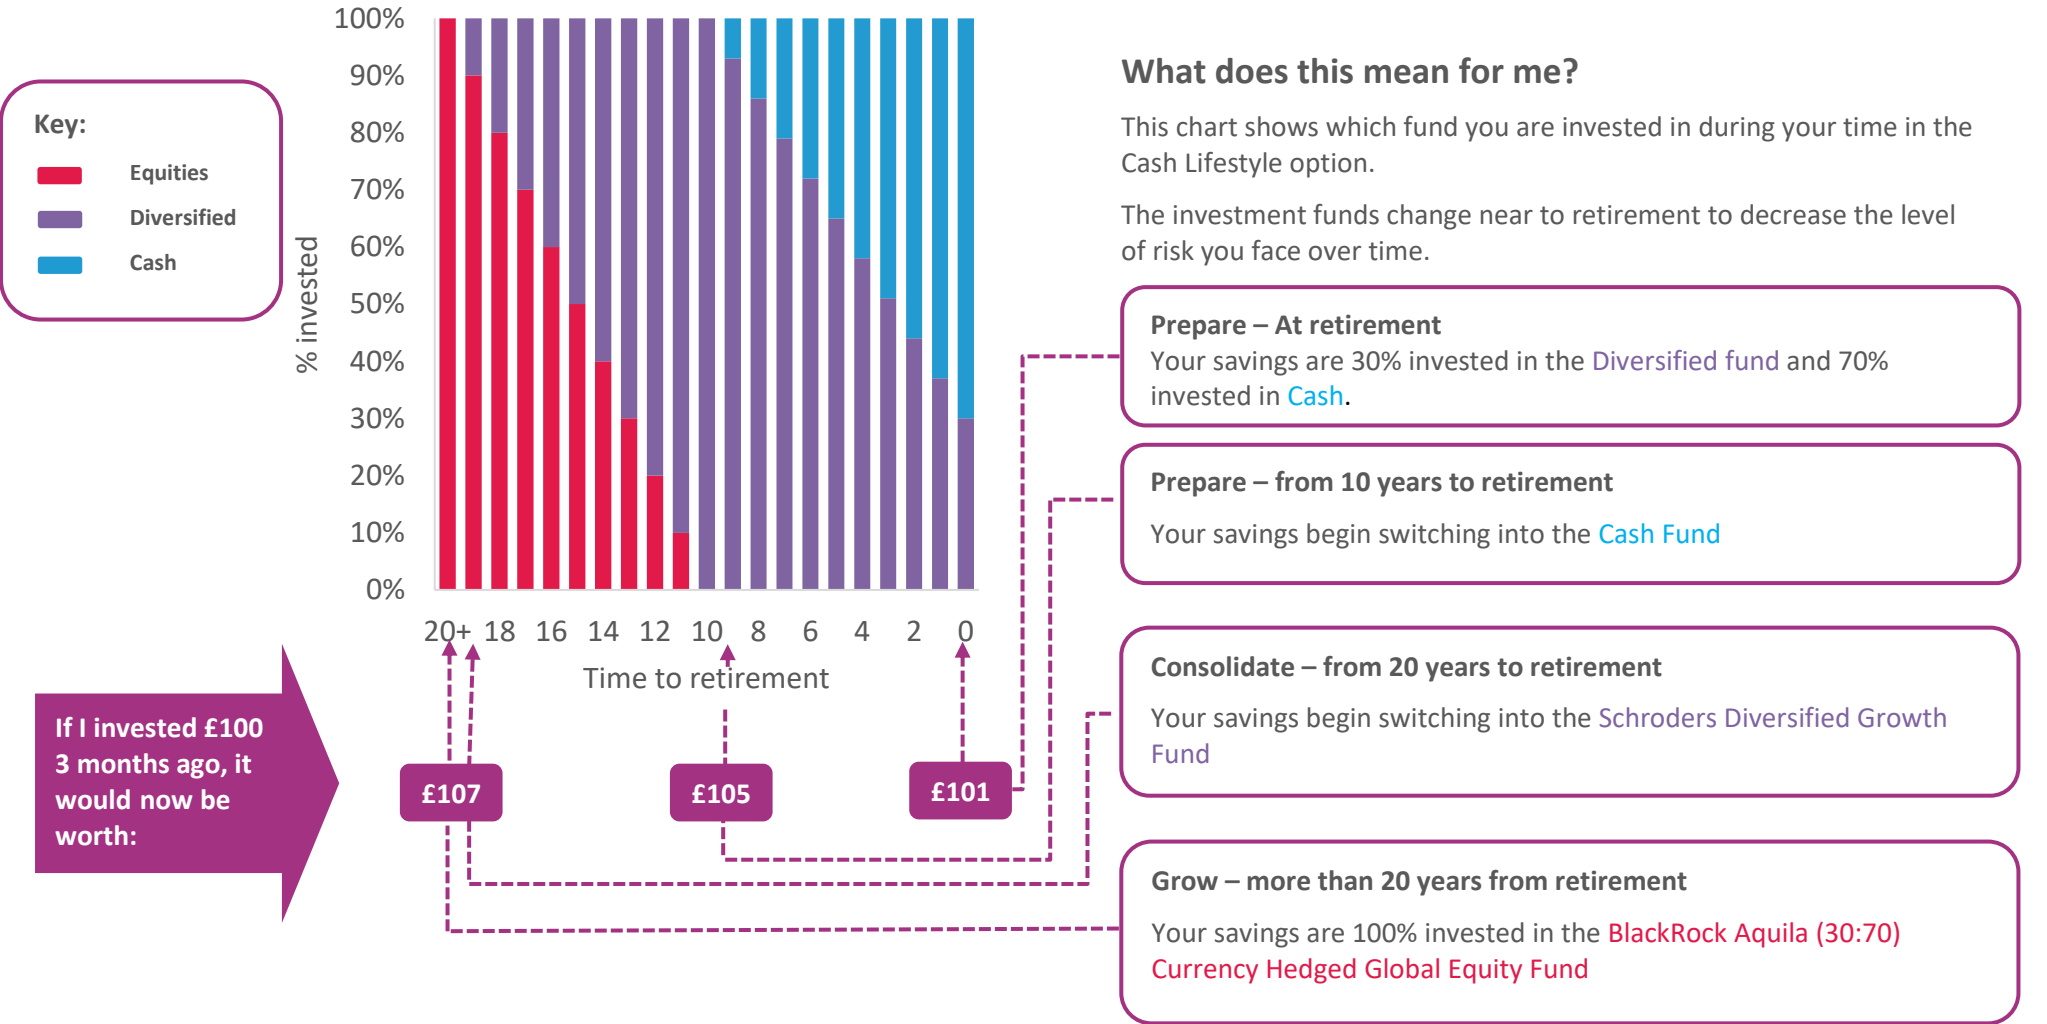 Key:
Equities
Diversified
Cash
% invested
100%
90%
80%
70%
60%
50%
40%
30%
20%
10%
0%
20+ 18 16 14 12 10 8 6 4 2 0
Time to retirement
If I invested £100
3 months ago, it
would now be
worth:
£107
£105
£101
What does this mean for me?
This chart shows which fund you are invested in during your time in the
Cash Lifestyle option.
The investment funds change near to retirement to decrease the level
of risk you face over time.
Prepare – At retirement
Your savings are 30% invested in the Diversified fund and 70%
invested in Cash.
Prepare – from 10 years to retirement
Your savings begin switching into the Cash Fund
Consolidate – from 20 years to retirement
Your savings begin switching into the Schroders Diversified Growth
Fund
Grow – more than 20 years from retirement
Your savings are 100% invested in the BlackRock Aquila (30:70)
Currency Hedged Global Equity Fund